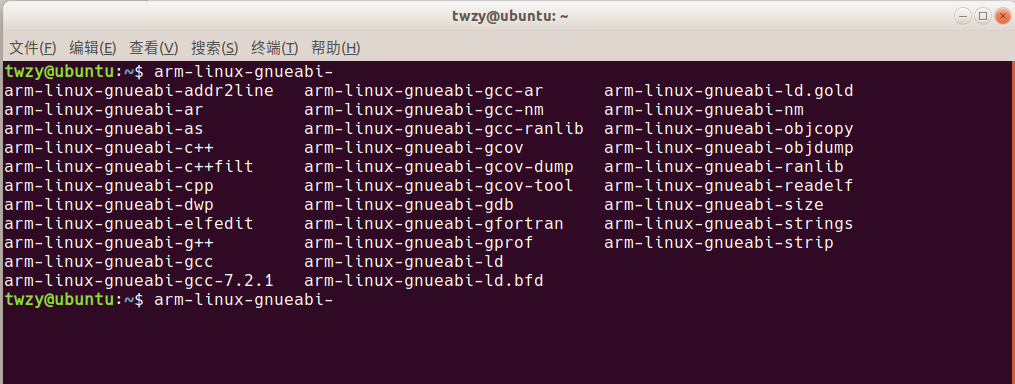 twzy@ubuntu: ~
文件(F) 编辑(E) 查看(V) 搜索(S) 终端(T) 帮助(H)
twzy@ubuntu:~$ arm-linux-gnueabi-
arm-linux-gnueabi-addr2line arm-linux-gnueabi-gcc-ar arm-linux-gnueabi-ld.gold
arm-linux-gnueabi-ar arm-linux-gnueabi-gcc-nm arm-linux-gnueabi-nm
arm-linux-gnueabi-as arm-linux-gnueabi-gcc-ranlib arm-linux-gnueabi-objcopy
arm-linux-gnueabi-c++ arm-linux-gnueabi-gcov arm-linux-gnueabi-objdump
arm-linux-gnueabi-c++filt arm-linux-gnueabi-gcov-dump arm-linux-gnueabi-ranlib
arm-linux-gnueabi-cpp arm-linux-gnueabi-gcov-tool arm-linux-gnueabi-readelf
arm-linux-gnueabi-dwp arm-linux-gnueabi-gdb arm-linux-gnueabi-size
arm-linux-gnueabi-elfedit arm-linux-gnueabi-gfortran arm-linux-gnueabi-strings
arm-linux-gnueabi-g++ arm-linux-gnueabi-gprof arm-linux-gnueabi-strip
arm-linux-gnueabi-gcc arm-linux-gnueabi-ld
arm-linux-gnueabi-gcc-7.2.1 arm-linux-gnueabi-ld.bfd
twzy@ubuntu:~$ arm-linux-gnueabi-